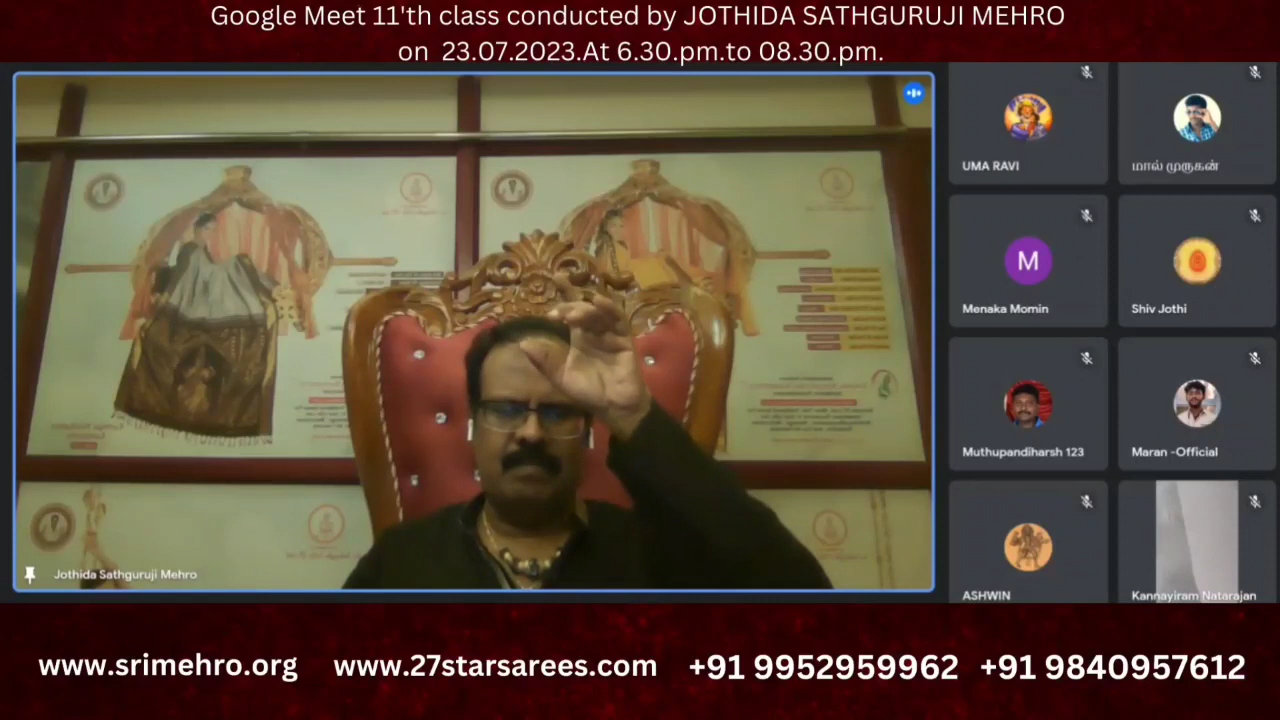 Google Meet 11'th class conducted by JOTHIDA SATHGURUJI MEHRO
on 23.07.2023.At 6.30.pm.to 08.30.pm.
UMA RAVI
மால் முருகன்
M
Menaka Momin
Shiv Jothi
Muthupandiharsh 123
Maran -Official
Jothida Sathguruji Mehro
ASHWIN
Kannayiram Natarajan
www.srimehro.org
www.27starsarees.com
+91 9952959962
+91 9840957612